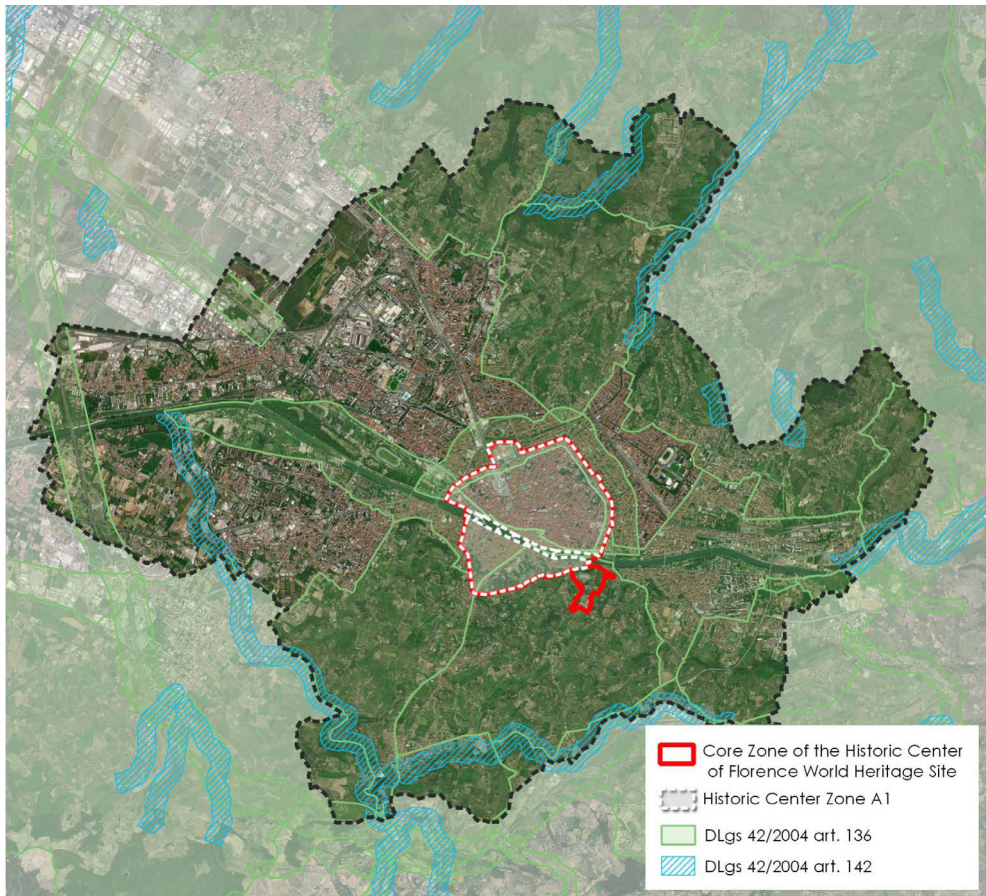 Core Zone of the Historic Center
of Florence World Heritage Site
Historic Center Zone A1
DLgs 42/2004 art. 136
DLgs 42/2004 art. 142